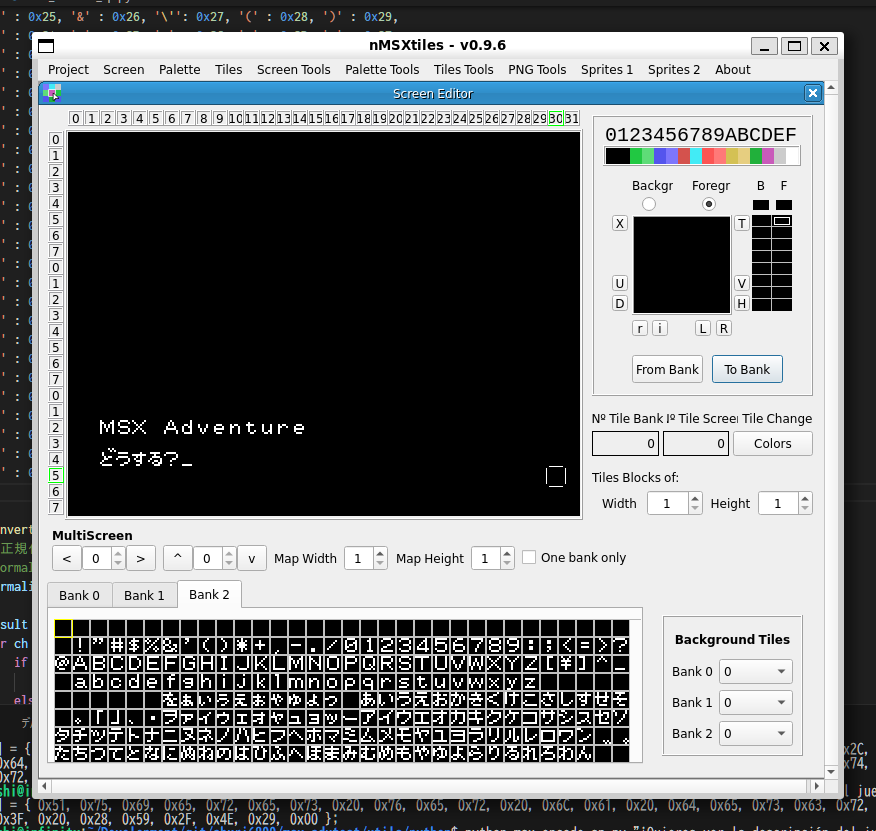 ' : 0x25, '&' : 0x26, '\'': 0x27, '(' : 0x28, ')' : 0x29,
nMSXtiles - v0.9.6
Project Screen Palette Tiles Screen Tools Palette Tools Tiles Tools PNG Tools Sprites 1 Sprites 2 About
Screen Editor
0 1 2 3 4 5 6 7 8 9 10 11 12 13 14 15 16 17 18 19 20 21 22 23 24 25 26 27 28 29 30 31
0
1
2
3
4
5
6
7
0
1
2
3
4
5
6
7
0
1
2
3
4
5
6
7
MSX Adventure
どうする?_
0123456789ABCDEF
Backgr Foregr B F
X T
U V
D H
r i L R
From Bank To Bank
Nº Tile Bank Iº Tile Screen Tile Change
0 0 Colors
Tiles Blocks of:
Width 1 Height 1
MultiScreen
< 0 > ^ 0 v Map Width 1 Map Height 1 One bank only
Bank 0 Bank 1 Bank 2
!"#$%&'()*+,-./0123456789:;<=>?
@ABCDEFGHIJKLMNOPQRSTUVWXYZ[¥]^_
abcdefghijklmnopqrstuvwxyz
をぁぃぅぇぉゃゅょっ あいうえおかきくけこさしすせそ
。「」、・ヲァィゥェォャュョッーアイウエオカキクケコサシスセソ
タチツテトナニヌネノハヒフヘホマミムメモヤユヨラリルレロワン゛゜
たちつてとなにぬねのはひふへほまみむめもやゆよらりるれろわん
Background Tiles
Bank 0 0
Bank 1 0
Bank 2 0
nvert
正規
ormal
rmali
sult
r ch
if
els
= {
0x2C,
0x64,
0x74,
0x72,
= { 0x51, 0x75, 0x69, 0x65, 0x72, 0x65, 0x73, 0x20, 0x76, 0x65, 0x72, 0x20, 0x6C, 0x61, 0x20, 0x64, 0x65, 0x73, 0x63, 0x72,
0x3F, 0x20, 0x28, 0x59, 0x2F, 0x4E, 0x29, 0x00 };